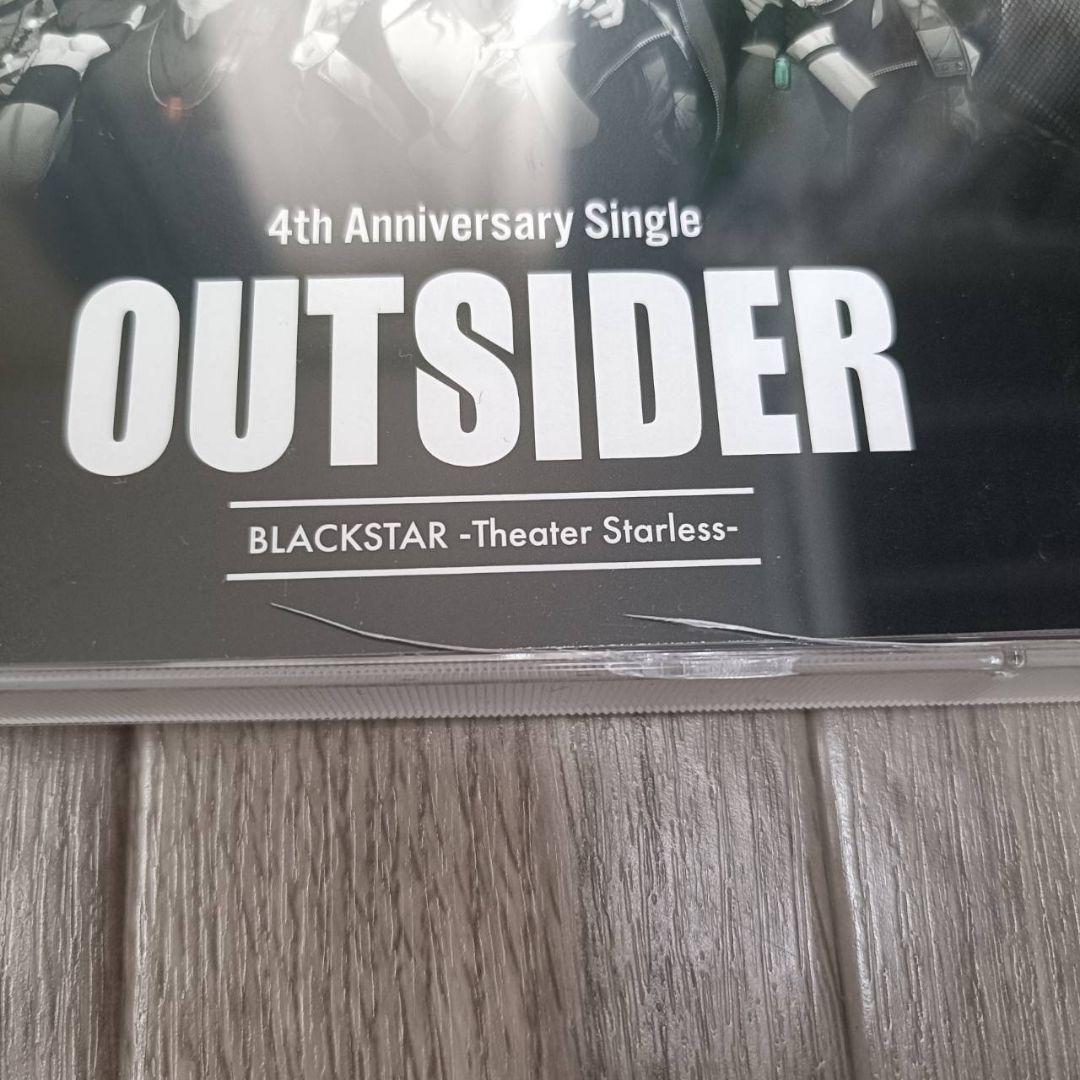 4th Anniversary Single
OUTSIDER
BLACKSTAR -Theater Starless-